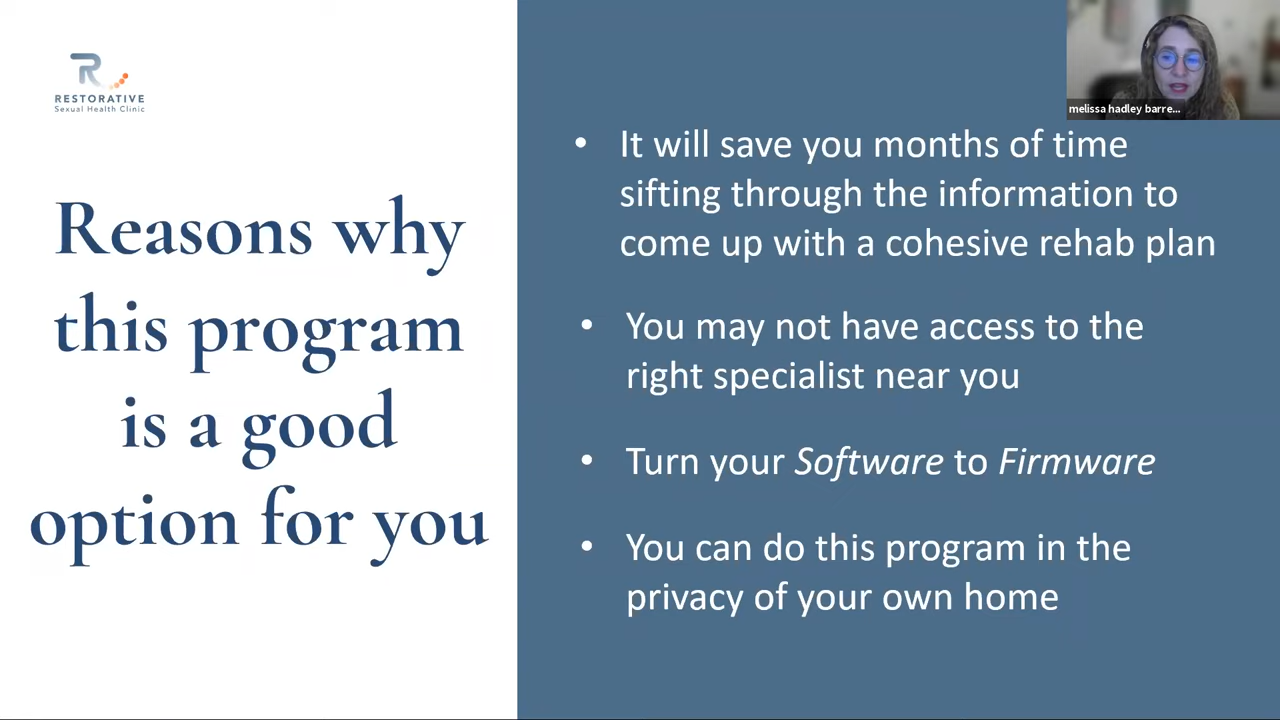 RESTORATIVE
Sexual Health Clinic
Reasons why
this program
is a good
option for you
melissa hadley barre...
• It will save you months of time
sifting through the information to
come up with a cohesive rehab plan
• You may not have access to the
right specialist near you
• Turn your Software to Firmware
• You can do this program in the
privacy of your own home